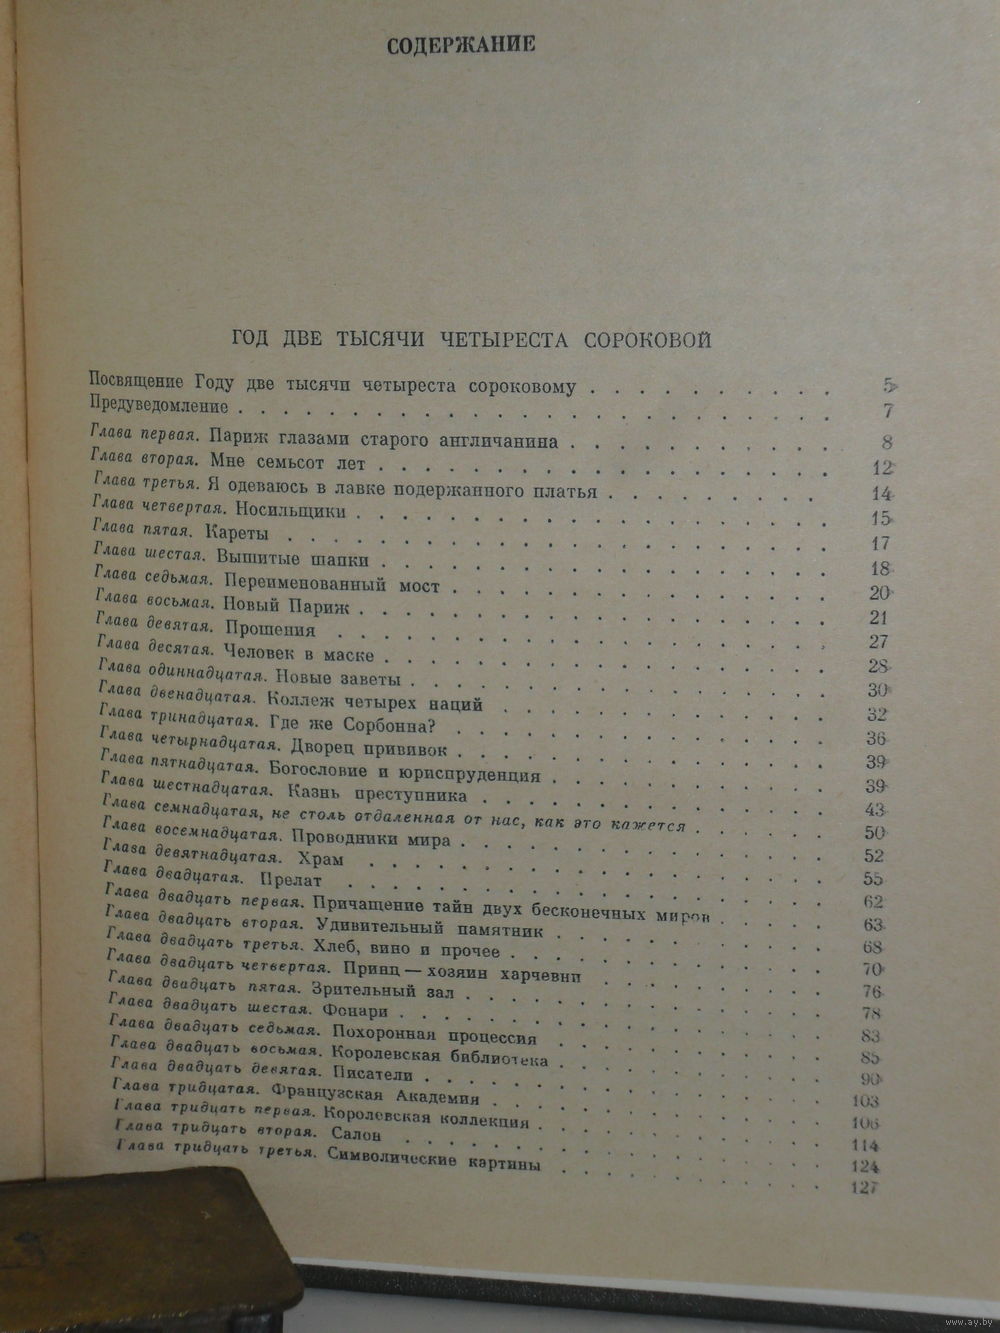 СОДЕРЖАНИЕ
ГОД ДВЕ ТЫСЯЧИ ЧЕТЫРЕСТА СОРОКОВОЙ
Посвящение Году две тысячи четыреста сороковому . . . . . . . . . . 5
Предуведомление . . . . . . . . . . 7
Глава первая. Париж глазами старого англичанина . . . . . . . . . . 8
Глава вторая. Мне семьсот лет . . . . . . . . . . 12
Глава третья. Я одеваюсь в лавке подержанного платья . . . . . . . . . . 14
Глава четвертая. Носильщики . . . . . . . . . . 15
Глава пятая. Кареты . . . . . . . . . . 17
Глава шестая. Вышитые шапки . . . . . . . . . . 18
Глава седьмая. Переименованный мост . . . . . . . . . . 20
Глава восьмая. Новый Париж . . . . . . . . . . 21
Глава девятая. Прошения . . . . . . . . . . 27
Глава десятая. Человек в маске . . . . . . . . . . 28
Глава одиннадцатая. Новые заветы . . . . . . . . . . 30
Глава двенадцатая. Коллеж четырех наций . . . . . . . . . . 32
Глава тринадцатая. Где же Сорбонна? . . . . . . . . . . 36
Глава четырнадцатая. Дворец прививок . . . . . . . . . . 39
Глава пятнадцатая. Богословие и юриспруденция . . . . . . . . . . 39
Глава шестнадцатая. Казнь преступника . . . . . . . . . . 43
Глава семнадцатая, не столь отдаленная от нас, как это кажется . . . . . . 50
Глава восемнадцатая. Проводники мира . . . . . . . . . . 52
Глава девятнадцатая. Храм . . . . . . . . . . 55
Глава двадцатая. Прелат . . . . . . . . . . 62
Глава двадцать первая. Причащение тайн двух бесконечных миров . . . . . 63
Глава двадцать вторая. Удивительный памятник . . . . . . . . . . 68
Глава двадцать третья. Хлеб, вино и прочее . . . . . . . . . . 70
Глава двадцать четвертая. Принц — хозяин харчевни . . . . . . . . . . 76
Глава двадцать пятая. Зрительный зал . . . . . . . . . . 78
Глава двадцать шестая. Фонари . . . . . . . . . . 83
Глава двадцать седьмая. Похоронная процессия . . . . . . . . . . 85
Глава двадцать восьмая. Королевская библиотека . . . . . . . . . . 90
Глава двадцать девятая. Писатели . . . . . . . . . . 103
Глава тридцатая. Французская Академия . . . . . . . . . . 106
Глава тридцать первая. Королевская коллекция . . . . . . . . . . 114
Глава тридцать вторая. Салон . . . . . . . . . . 124
Глава тридцать третья. Символические картины . . . . . . . . . . 127
www.ay.by